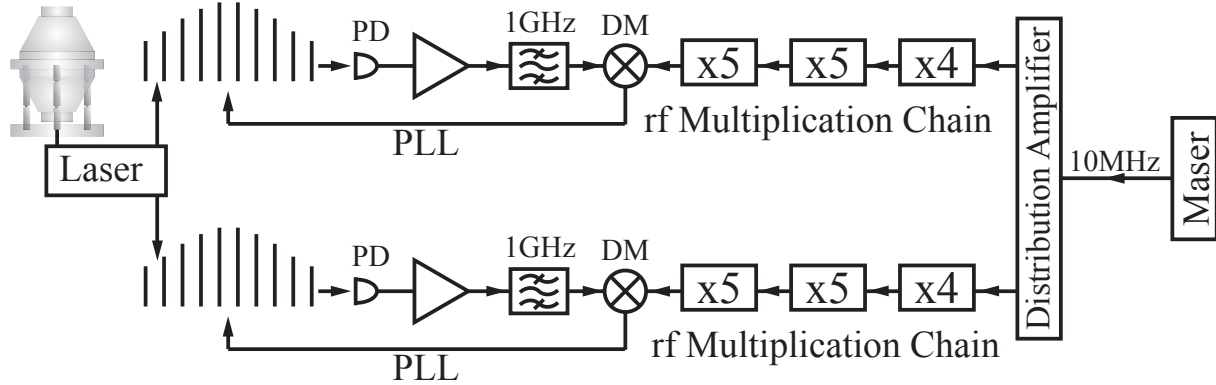 PD
1GHz
DM
x5
x5
x4
rf Multiplication Chain
PLL
Laser
Distribution Amplifier
10MHz
Maser
PD
1GHz
DM
x5
x5
x4
rf Multiplication Chain
PLL